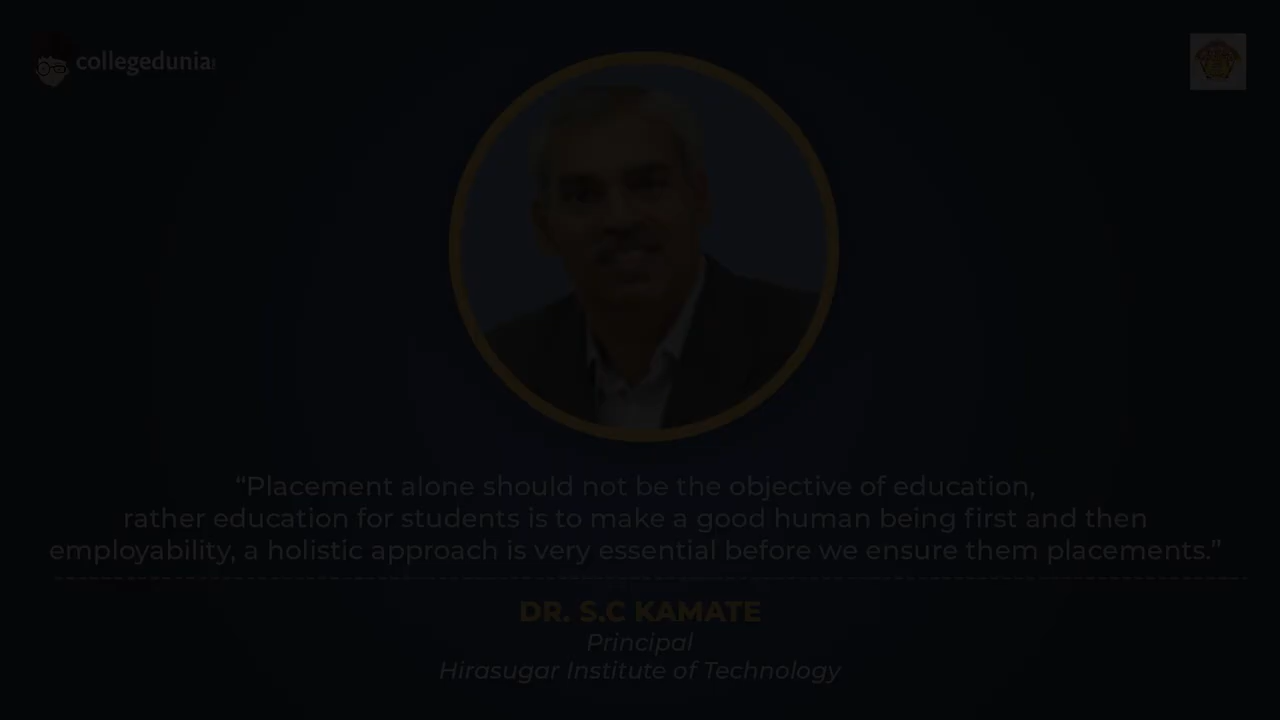 collegedunia
“Placement alone should not be the objective of education,
rather education for students is to make a good human being first and then
employability, a holistic approach is very essential before we ensure them placements.”
DR. S.C KAMATE
Principal
Hirasugar Institute of Technology